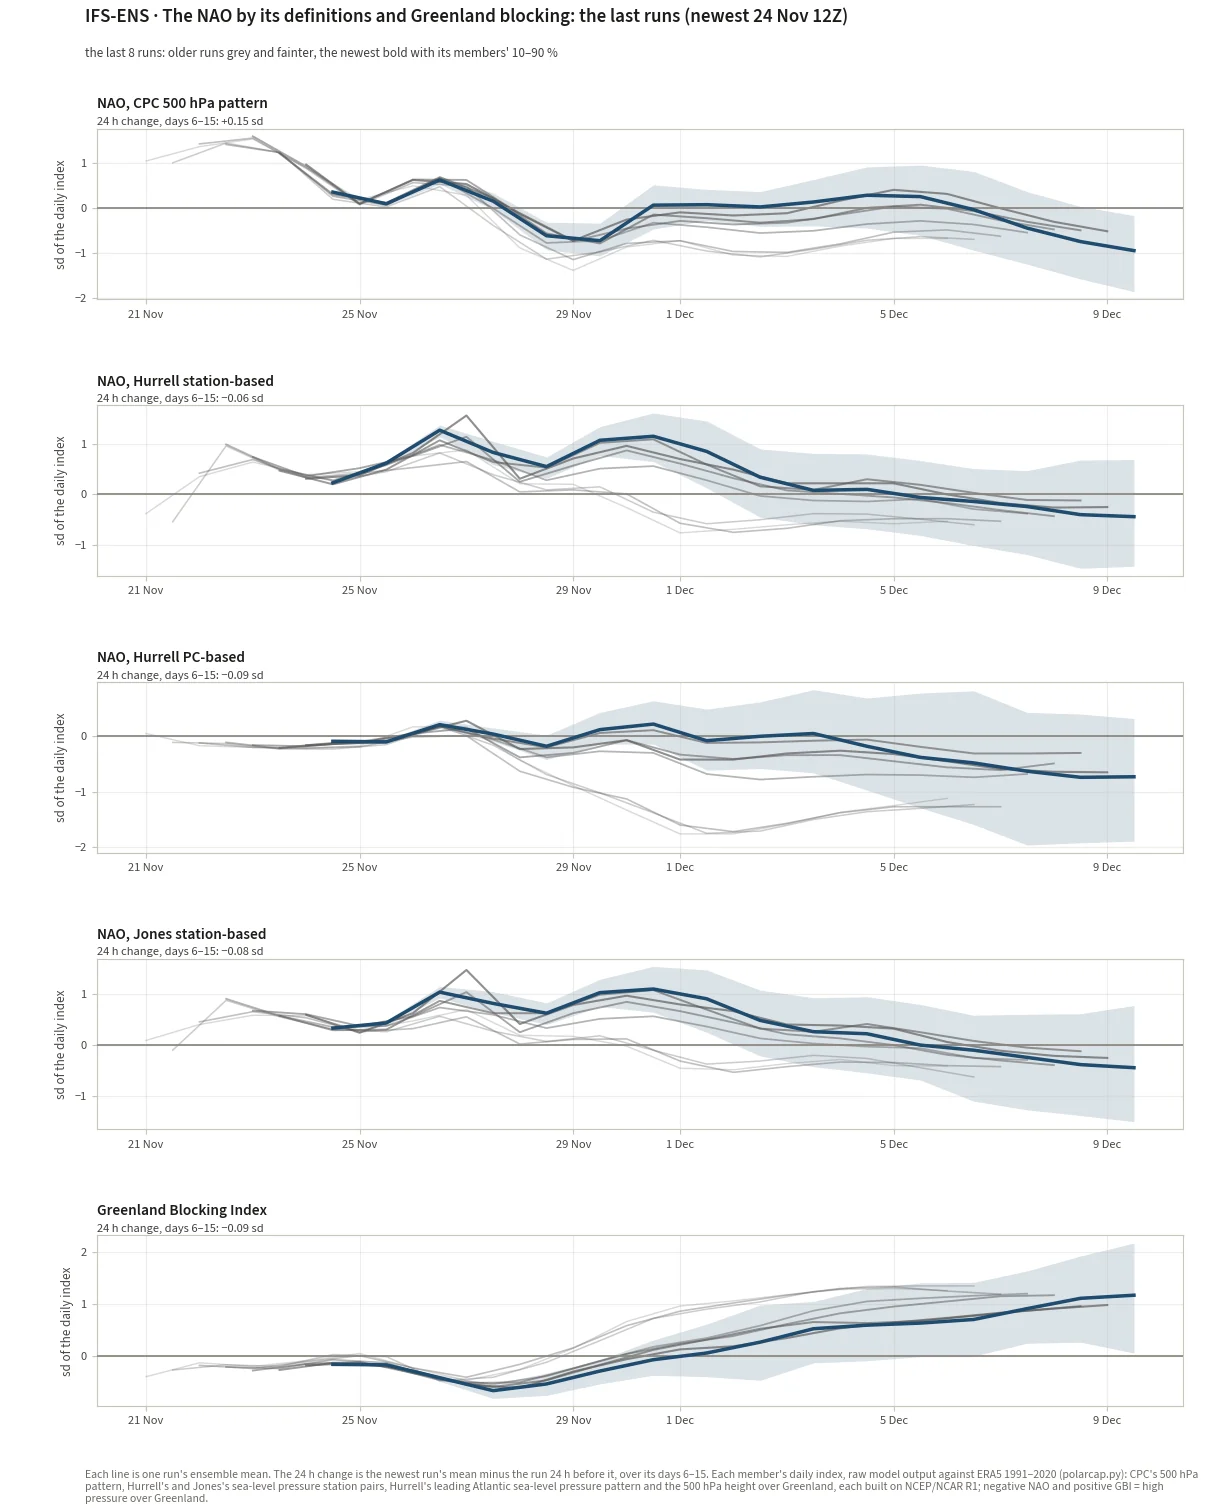 IFS-ENS · The NAO by its definitions and Greenland blocking: the last runs (newest 24 Nov 12Z)
the last 8 runs: older runs grey and fainter, the newest bold with its members' 10–90 %
NAO, CPC 500 hPa pattern
24 h change, days 6–15: +0.15 sd
sd of the daily index
1
0
−1
−2
21 Nov
25 Nov
29 Nov
1 Dec
5 Dec
9 Dec
NAO, Hurrell station-based
24 h change, days 6–15: −0.06 sd
sd of the daily index
1
0
−1
21 Nov
25 Nov
29 Nov
1 Dec
5 Dec
9 Dec
NAO, Hurrell PC-based
24 h change, days 6–15: −0.09 sd
sd of the daily index
0
−1
−2
21 Nov
25 Nov
29 Nov
1 Dec
5 Dec
9 Dec
NAO, Jones station-based
24 h change, days 6–15: −0.08 sd
sd of the daily index
1
0
−1
21 Nov
25 Nov
29 Nov
1 Dec
5 Dec
9 Dec
Greenland Blocking Index
24 h change, days 6–15: −0.09 sd
sd of the daily index
2
1
0
21 Nov
25 Nov
29 Nov
1 Dec
5 Dec
9 Dec
Each line is one run's ensemble mean. The 24 h change is the newest run's mean minus the run 24 h before it, over its days 6–15. Each member's daily index, raw model output against ERA5 1991–2020 (polarcap.py): CPC's 500 hPa
pattern, Hurrell's and Jones's sea-level pressure station pairs, Hurrell's leading Atlantic sea-level pressure pattern and the 500 hPa height over Greenland, each built on NCEP/NCAR R1; negative NAO and positive GBI = high
pressure over Greenland.